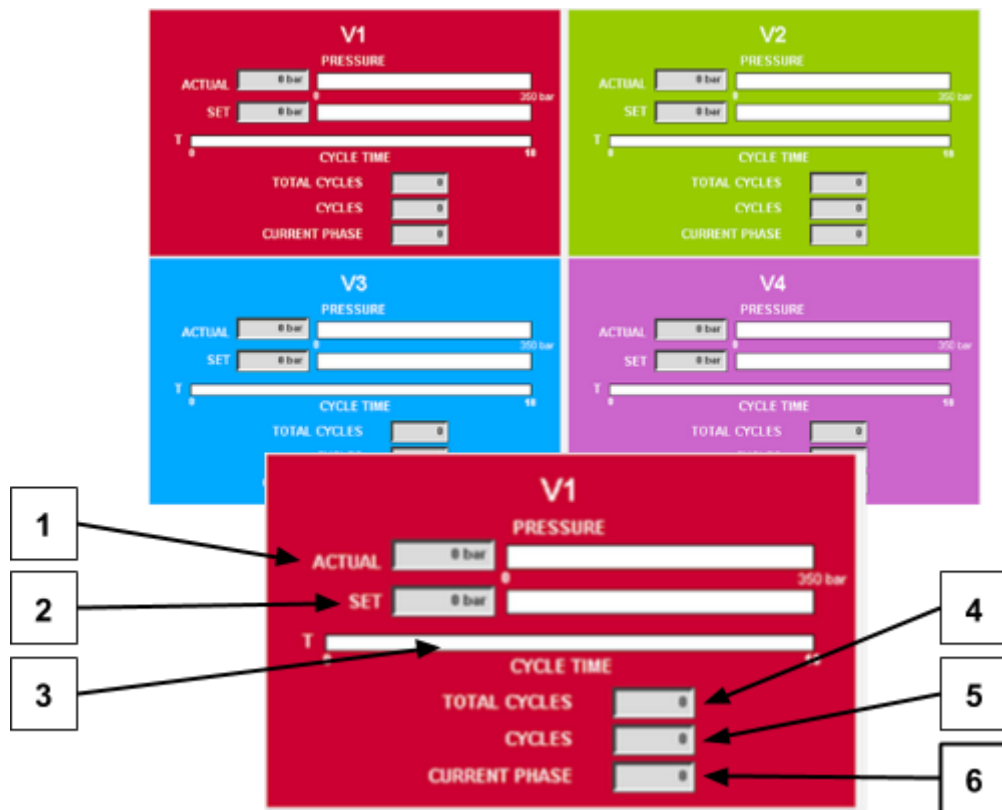 V1
PRESSURE
ACTUAL 0 bar
0 350 bar
SET 0 bar
T
0 10
CYCLE TIME
TOTAL CYCLES 0
CYCLES 0
CURRENT PHASE 0
V2
PRESSURE
ACTUAL 0 bar
0 350 bar
SET 0 bar
T
0 10
CYCLE TIME
TOTAL CYCLES 0
CYCLES 0
CURRENT PHASE 0
V3
PRESSURE
ACTUAL 0 bar
0 350 bar
SET 0 bar
T
0 10
CYCLE TIME
TOTAL CYCLES 0
V4
PRESSURE
ACTUAL 0 bar
0 350 bar
SET 0 bar
T
0 10
CYCLE TIME
TOTAL CYCLES 0
V1
PRESSURE
1 ACTUAL 0 bar
0 350 bar
2 SET 0 bar
T
3
CYCLE TIME
TOTAL CYCLES 0 4
CYCLES 0 5
CURRENT PHASE 0 6